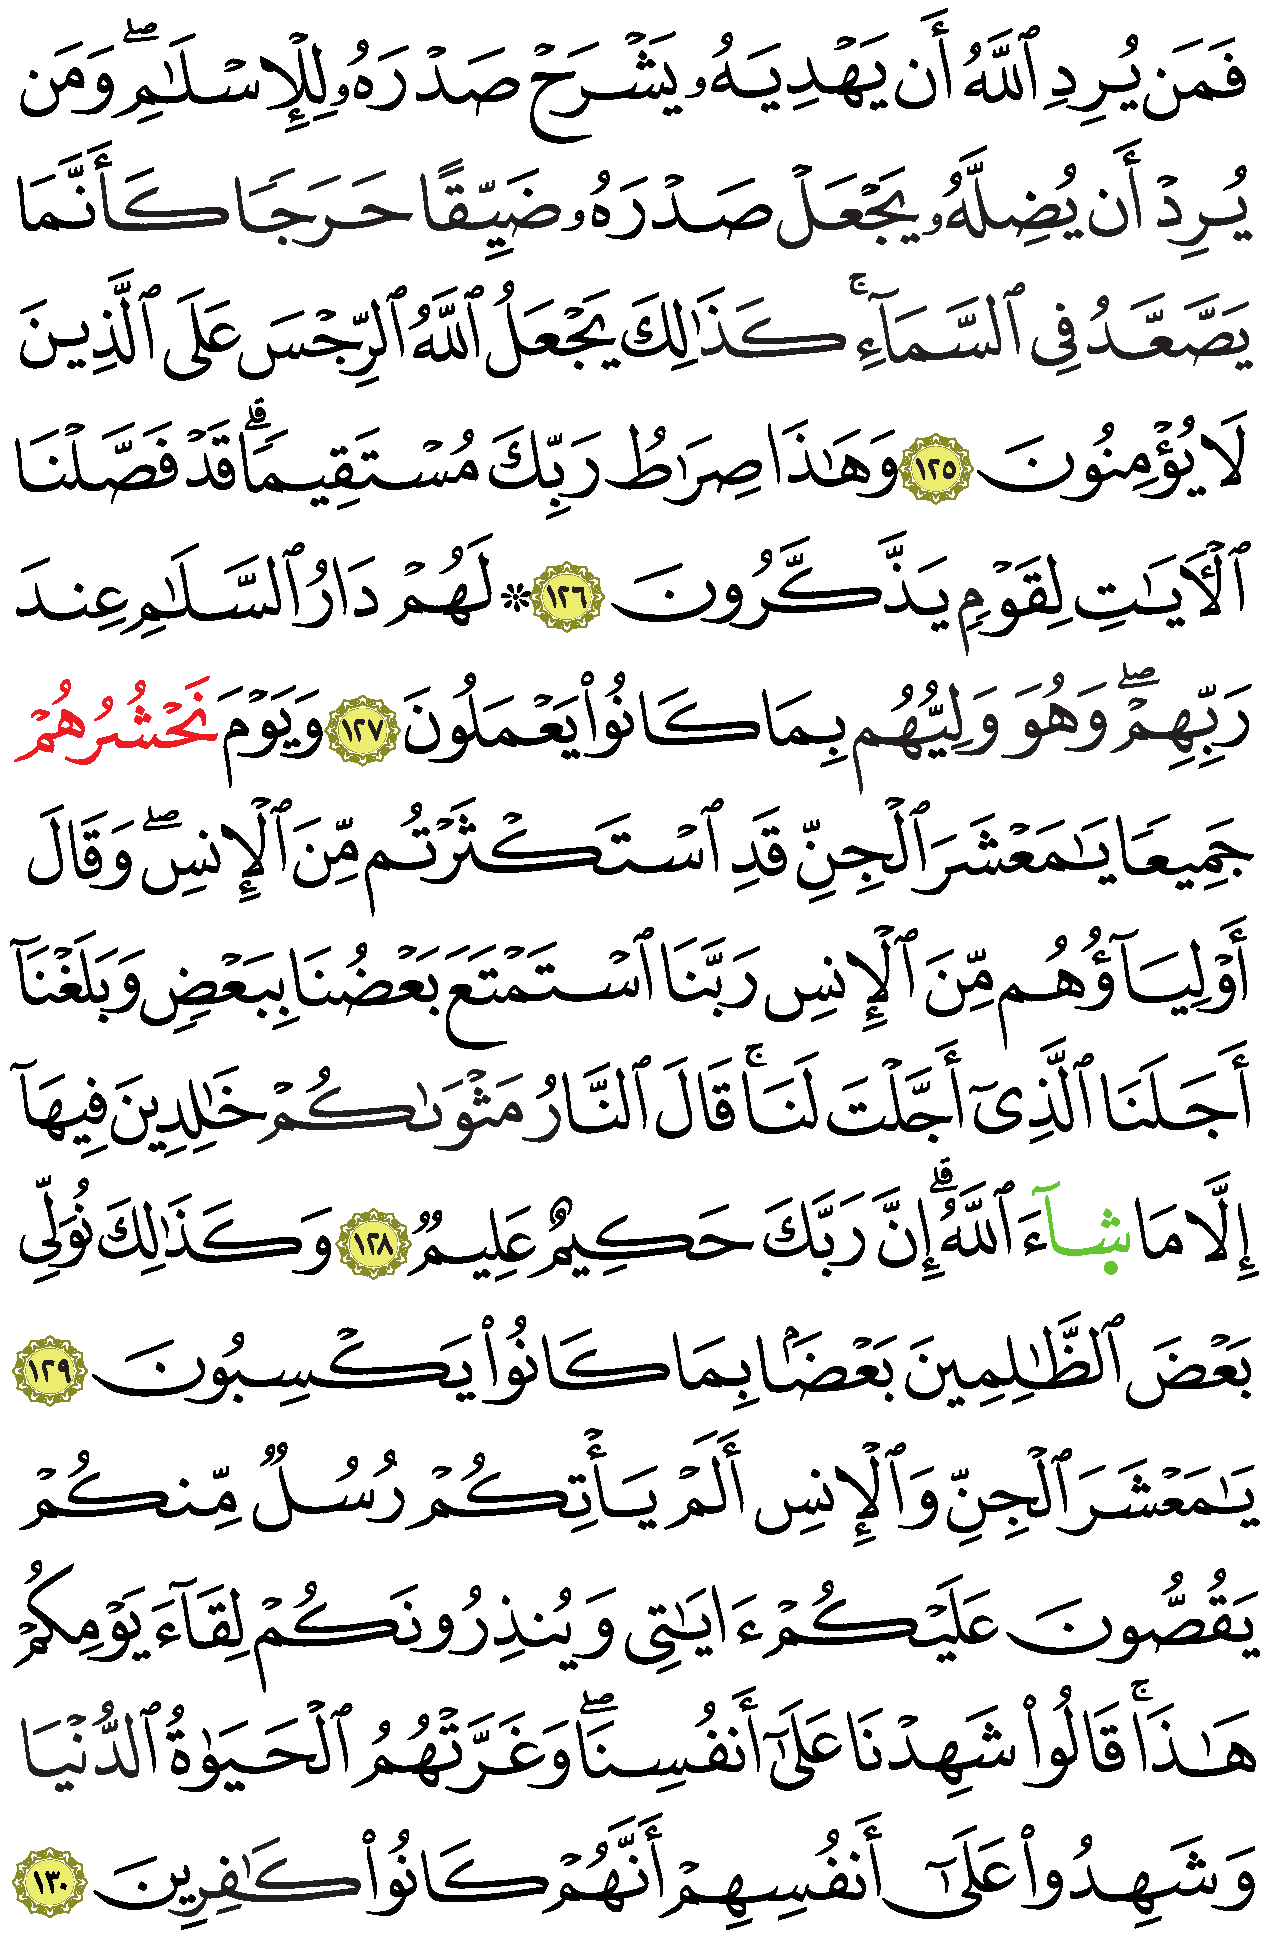 فَمَن يُرِدِ ٱللَّهُ أَن يَهْدِيَهُۥ يَشْرَحْ صَدْرَهُۥ لِلْإِسْلَٰمِۖ وَمَن
يُرِدْ أَن يُضِلَّهُۥ يَجْعَلْ صَدْرَهُۥ ضَيِّقًا حَرَجًا كَأَنَّمَا
يَصَّعَّدُ فِى ٱلسَّمَآءِۚ كَذَٰلِكَ يَجْعَلُ ٱللَّهُ ٱلرِّجْسَ عَلَى ٱلَّذِينَ
لَا يُؤْمِنُونَ ١٢٥ وَهَٰذَا صِرَٰطُ رَبِّكَ مُسْتَقِيمًاۗ قَدْ فَصَّلْنَا
ٱلْءَايَٰتِ لِقَوْمٍ يَذَّكَّرُونَ ١٢٦ ۞ لَهُمْ دَارُ ٱلسَّلَٰمِ عِندَ
رَبِّهِمْۖ وَهُوَ وَلِيُّهُم بِمَا كَانُوا۟ يَعْمَلُونَ ١٢٧ وَيَوْمَ نَحْشُرُهُمْ
جَمِيعًا يَٰمَعْشَرَ ٱلْجِنِّ قَدِ ٱسْتَكْثَرْتُم مِّنَ ٱلْإِنسِۖ وَقَالَ
أَوْلِيَآؤُهُم مِّنَ ٱلْإِنسِ رَبَّنَا ٱسْتَمْتَعَ بَعْضُنَا بِبَعْضٍ وَبَلَغْنَآ
أَجَلَنَا ٱلَّذِىٓ أَجَّلْتَ لَنَاۚ قَالَ ٱلنَّارُ مَثْوَىٰكُمْ خَٰلِدِينَ فِيهَآ
إِلَّا مَا شَآءَ ٱللَّهُۗ إِنَّ رَبَّكَ حَكِيمٌ عَلِيمٌ ١٢٨ وَكَذَٰلِكَ نُوَلِّى
بَعْضَ ٱلظَّٰلِمِينَ بَعْضًۢا بِمَا كَانُوا۟ يَكْسِبُونَ ١٢٩
يَٰمَعْشَرَ ٱلْجِنِّ وَٱلْإِنسِ أَلَمْ يَأْتِكُمْ رُسُلٌ مِّنكُمْ
يَقُصُّونَ عَلَيْكُمْ ءَايَٰتِى وَيُنذِرُونَكُمْ لِقَآءَ يَوْمِكُمْ
هَٰذَاۚ قَالُوا۟ شَهِدْنَا عَلَىٰٓ أَنفُسِنَاۖ وَغَرَّتْهُمُ ٱلْحَيَوٰةُ ٱلدُّنْيَا
وَشَهِدُوا۟ عَلَىٰٓ أَنفُسِهِمْ أَنَّهُمْ كَانُوا۟ كَٰفِرِينَ ١٣٠